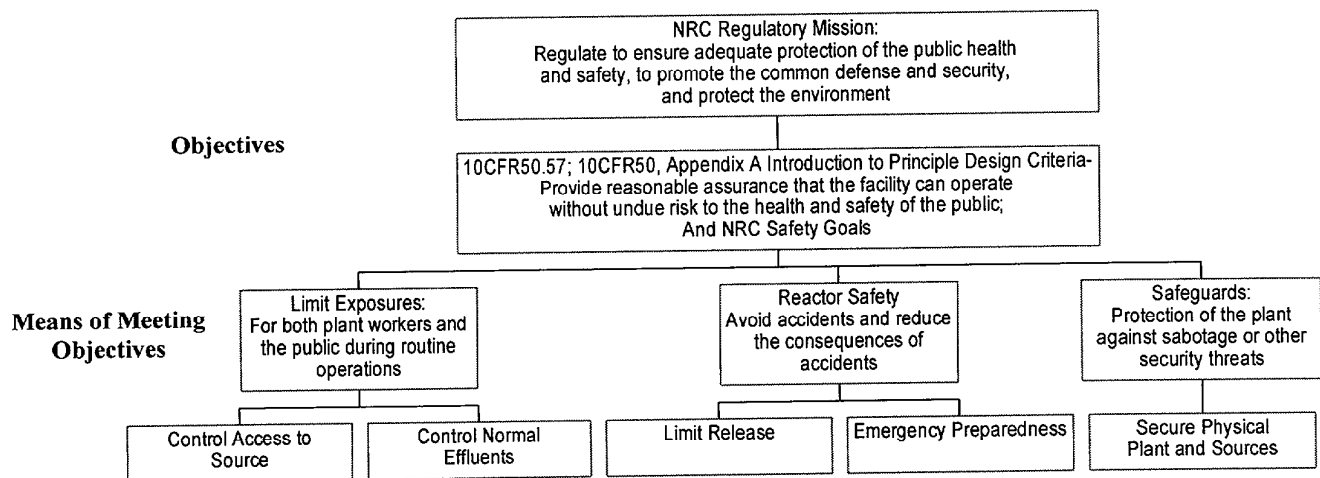 NRC Regulatory Mission:
Regulate to ensure adequate protection of the public health
and safety, to promote the common defense and security,
and protect the environment
Objectives
10CFR50.57; 10CFR50, Appendix A Introduction to Principle Design Criteria-
Provide reasonable assurance that the facility can operate
without undue risk to the health and safety of the public;
And NRC Safety Goals
Means of Meeting
Objectives
Limit Exposures:
For both plant workers and
the public during routine
operations
Reactor Safety
Avoid accidents and reduce
the consequences of
accidents
Safeguards:
Protection of the plant
against sabotage or other
security threats
Control Access to
Source
Control Normal
Effluents
Limit Release
Emergency Preparedness
Secure Physical
Plant and Sources